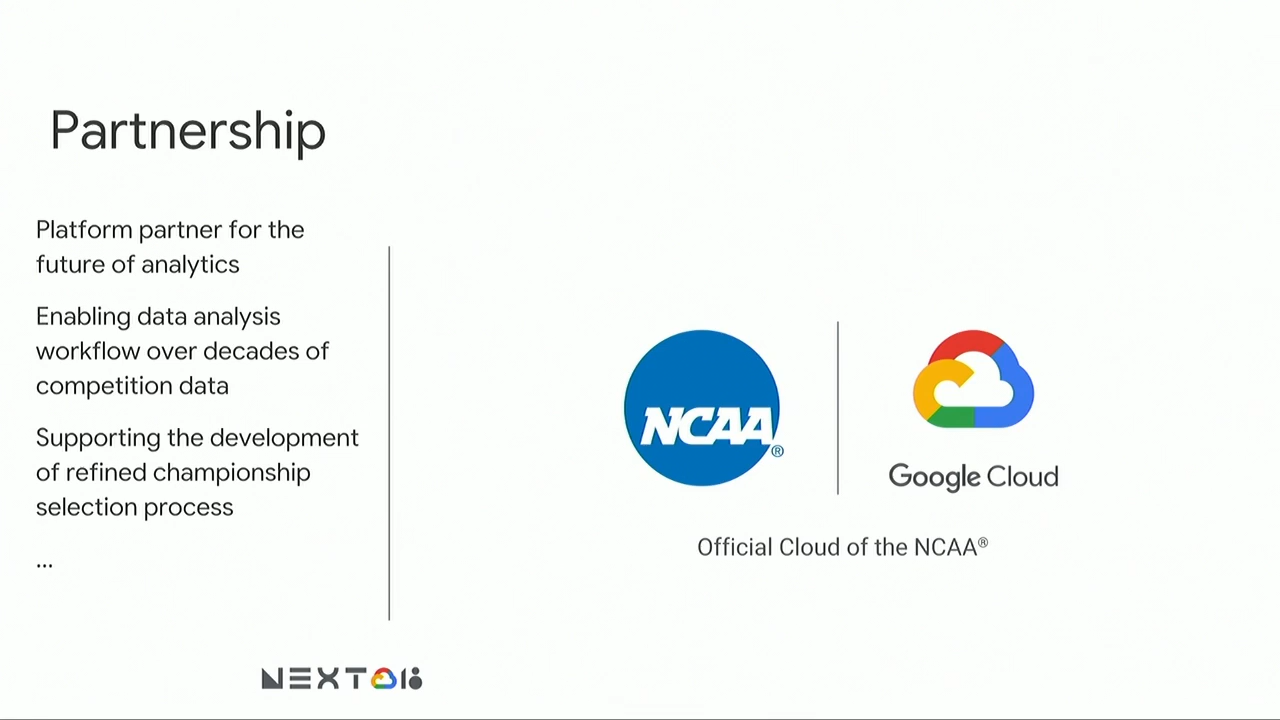 Partnership
Platform partner for the
future of analytics
Enabling data analysis
workflow over decades of
competition data
Supporting the development
of refined championship
selection process
...
NCAA®
Google Cloud
Official Cloud of the NCAA®
NEXT 18